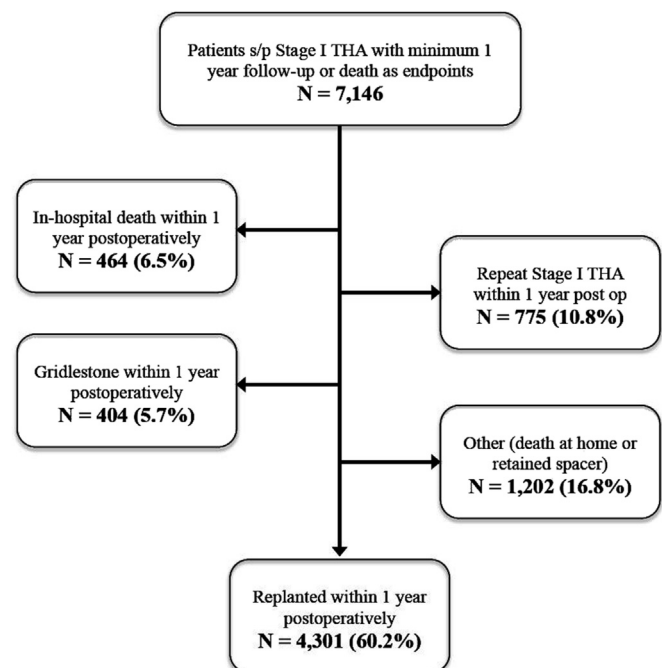 Patients s/p Stage I THA with minimum 1
year follow-up or death as endpoints
N = 7,146
In-hospital death within 1
year postoperatively
N = 464 (6.5%)
Repeat Stage I THA
within 1 year post op
N = 775 (10.8%)
Gridlestone within 1 year
postoperatively
N = 404 (5.7%)
Other (death at home or
retained spacer)
N = 1,202 (16.8%)
Replanted within 1 year
postoperatively
N = 4,301 (60.2%)